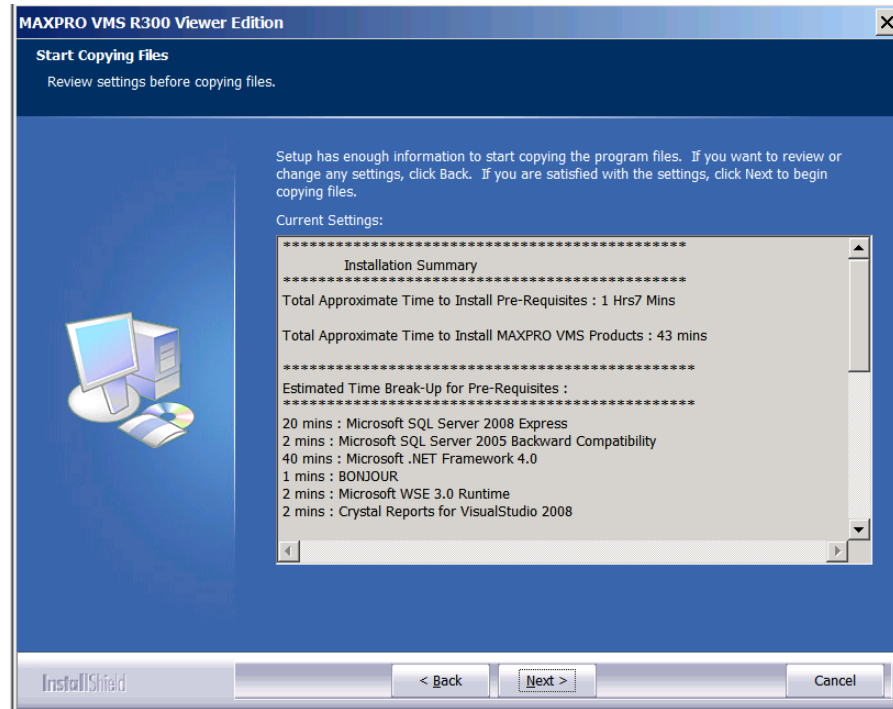 MAXPRO VMS R300 Viewer Edition
Start Copying Files
Review settings before copying files.
Setup has enough information to start copying the program files. If you want to review or
change any settings, click Back. If you are satisfied with the settings, click Next to begin
copying files.
Current Settings:
**********************************************
Installation Summary
**********************************************
Total Approximate Time to Install Pre-Requisites : 1 Hrs7 Mins
Total Approximate Time to Install MAXPRO VMS Products : 43 mins
***********************************************
Estimated Time Break-Up for Pre-Requisites :
***********************************************
20 mins : Microsoft SQL Server 2008 Express
2 mins : Microsoft SQL Server 2005 Backward Compatibility
40 mins : Microsoft .NET Framework 4.0
1 mins : BONJOUR
2 mins : Microsoft WSE 3.0 Runtime
2 mins : Crystal Reports for VisualStudio 2008
InstallShield
< Back
Next >
Cancel